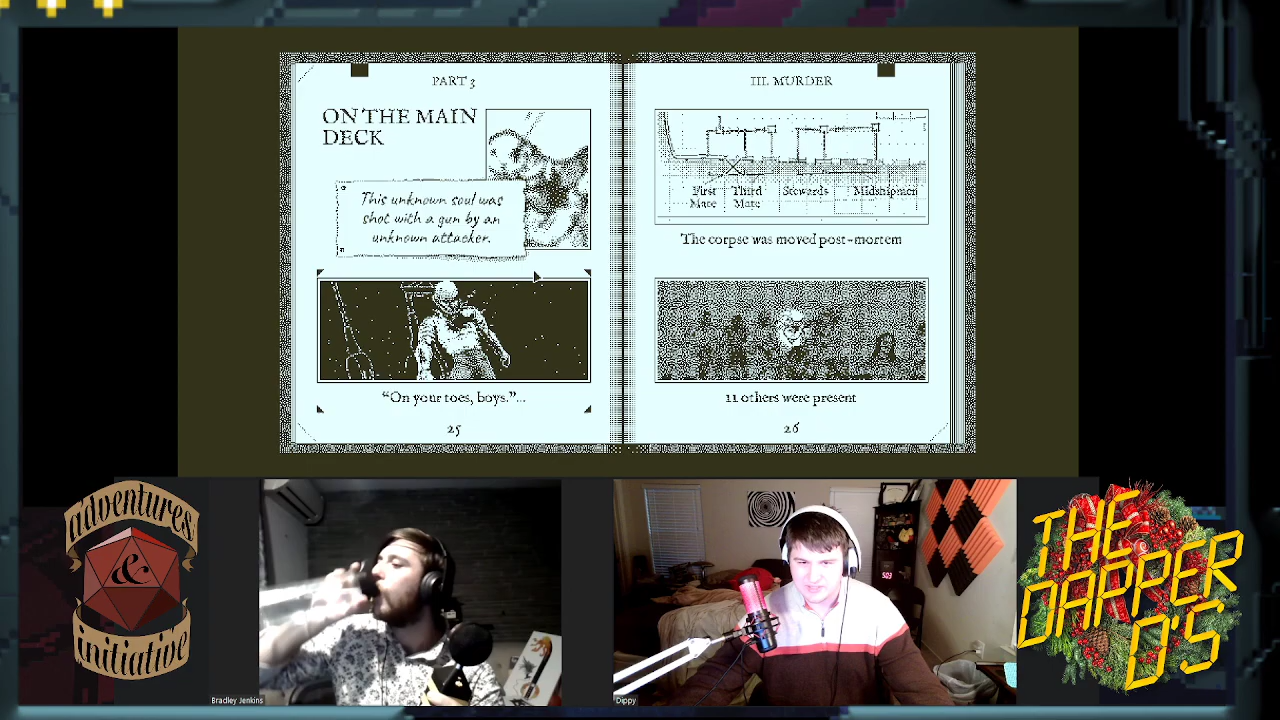 PART 3
ON THE MAIN
DECK
This unknown soul was
shot with a gun by an
unknown attacker.
"On your toes, boys."...
25
III. MURDER
First
Mate
Third
Mate
Stewards
Midshipmen
The corpse was moved post-mortem
11 others were present
26
adventures
&
initiative
Bradley Jenkins
Dippy
THE
DAPPER
D'S